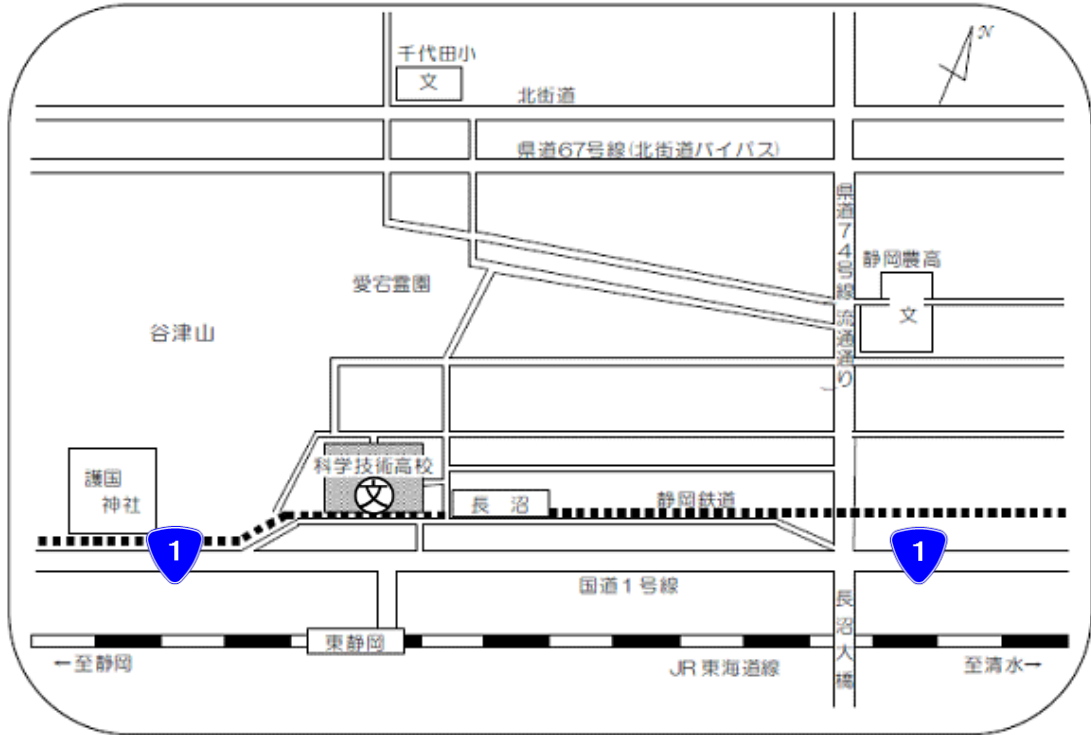 N
千代田小
文
北街道
県道67号線(北街道バイパス)
県道74号線 流通通り
静岡農高
文
愛宕霊園
谷津山
科学技術高校
文
護国
神社
長沼
静岡鉄道
1
1
国道1号線
長沼大橋
東静岡
←至静岡
JR東海道線
至清水→